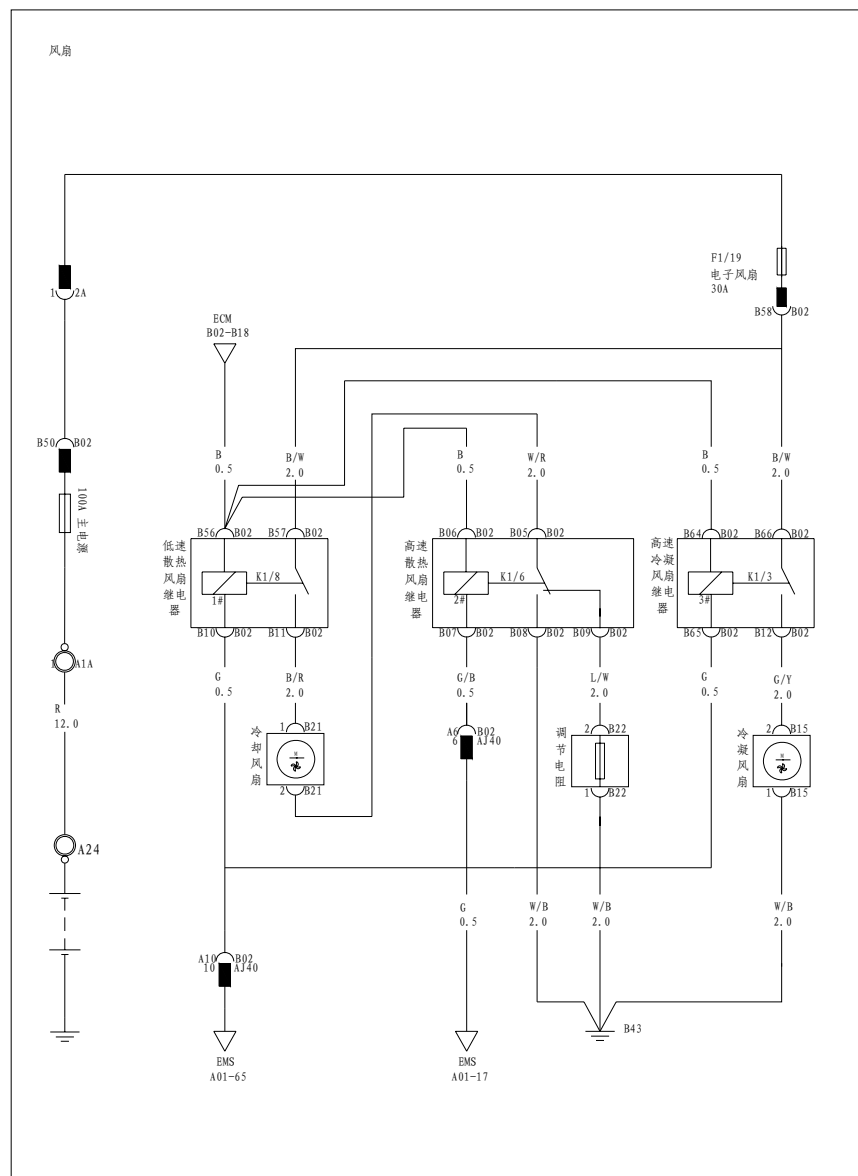 风扇
F1/19
电子风扇
30A
B58 B02
1 2A
ECM
B02-B18
B50 B02
100A 主电源
B
0.5
B/W
2.0
B
0.5
W/R
2.0
B
0.5
B/W
2.0
B56 B02
B57 B02
B06 B02
B05 B02
B64 B02
B66 B02
低速
散热
风扇
继电
器
K1/8
1#
高速
散热
风扇
继电
器
K1/6
2#
高速
冷凝
风扇
继电
器
K1/3
3#
B10 B02
B11 B02
B07 B02
B08 B02
B09 B02
B65 B02
B12 B02
1 A1A
G
0.5
B/R
2.0
G/B
0.5
L/W
2.0
G
0.5
G/Y
2.0
R
12.0
1 B21
冷却风扇
M
2 B21
A6 B02
6 AJ40
2 B22
调节电阻
1 B22
2 B15
冷凝风扇
M
1 B15
A24
G
0.5
W/B
2.0
W/B
2.0
W/B
2.0
A10 B02
10 AJ40
B43
EMS
A01-65
EMS
A01-17